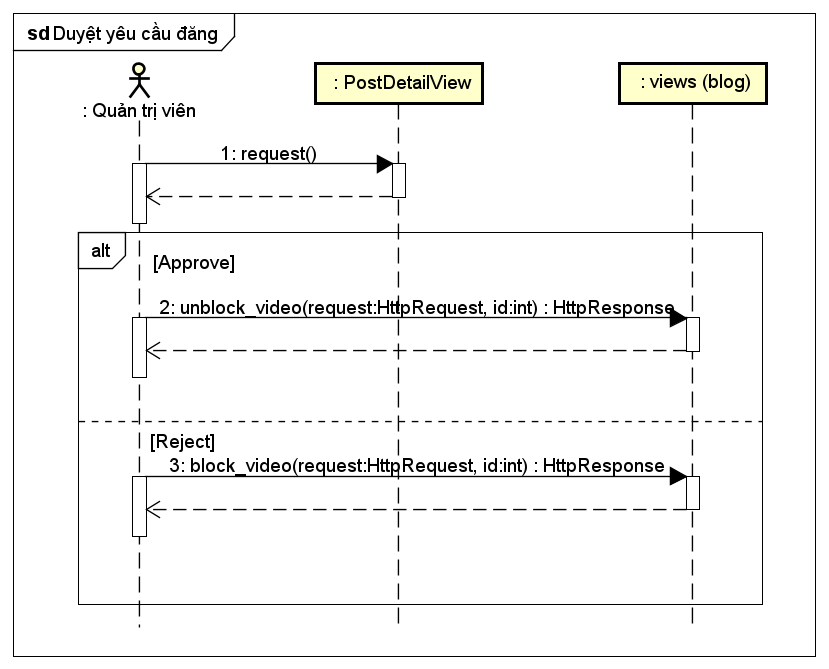 sd Duyệt yêu cầu đăng
: Quản trị viên
: PostDetailView
: views (blog)
1: request()
alt
[Approve]
2: unblock_video(request:HttpRequest, id:int) : HttpResponse
[Reject]
3: block_video(request:HttpRequest, id:int) : HttpResponse